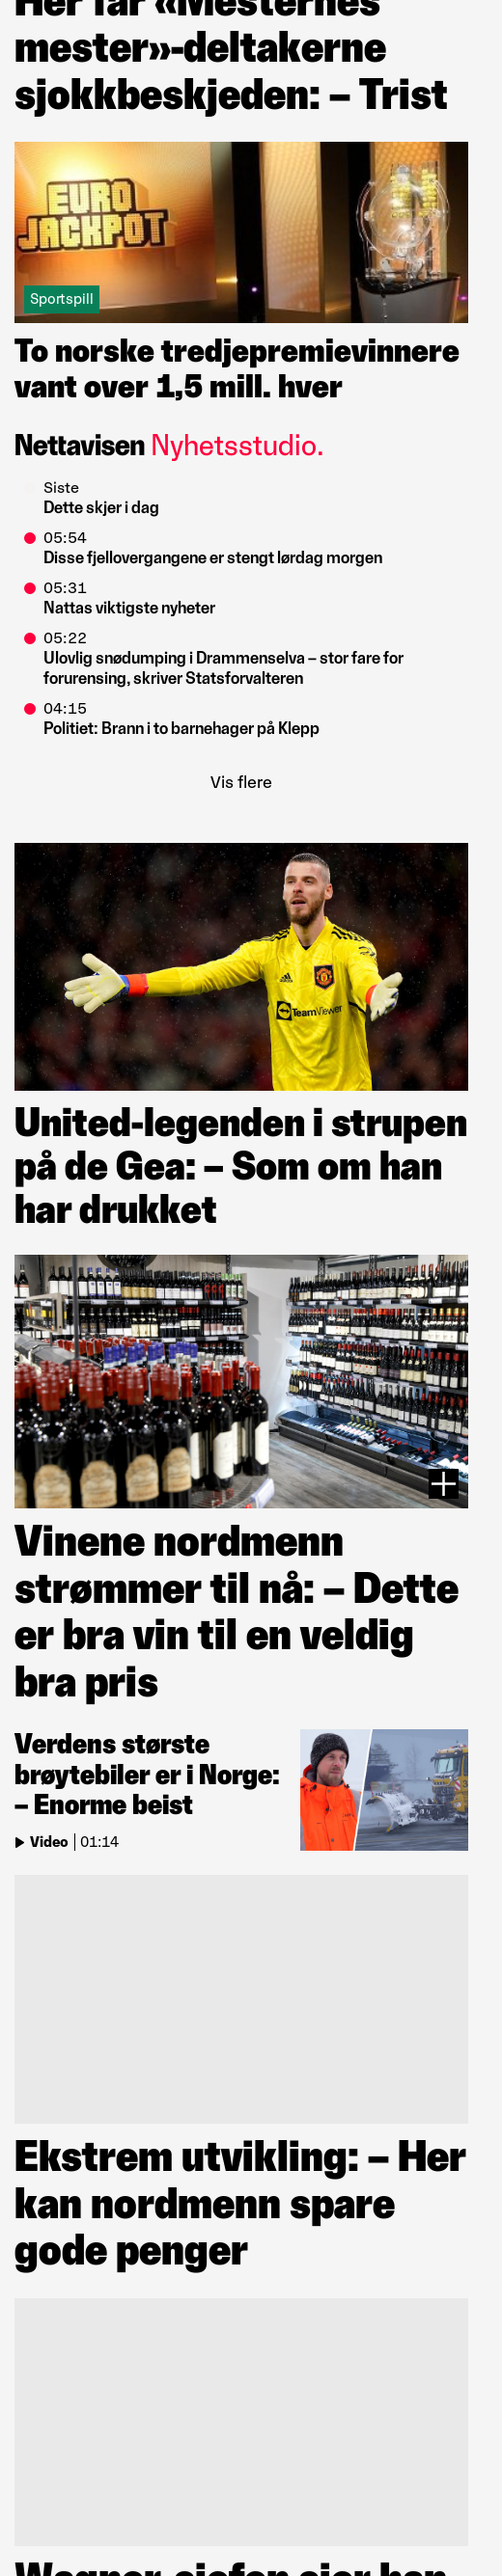 Her får «Mesternes
mester»-deltakerne
sjokkbeskjeden: – Trist
EURO
JACKPOT
Sportspill
To norske tredjepremievinnere
vant over 1,5 mill. hver
Nettavisen Nyhetsstudio.
Siste
Dette skjer i dag
05:54
Disse fjellovergangene er stengt lørdag morgen
05:31
Nattas viktigste nyheter
05:22
Ulovlig snødumping i Drammenselva – stor fare for
forurensing, skriver Statsforvalteren
04:15
Politiet: Brann i to barnehager på Klepp
Vis flere
TeamViewer
United-legenden i strupen
på de Gea: – Som om han
har drukket
Vinene nordmenn
strømmer til nå: – Dette
er bra vin til en veldig
bra pris
Verdens største
brøytebiler er i Norge:
– Enorme beist
Video 01:14
Ekstrem utvikling: – Her
kan nordmenn spare
gode penger